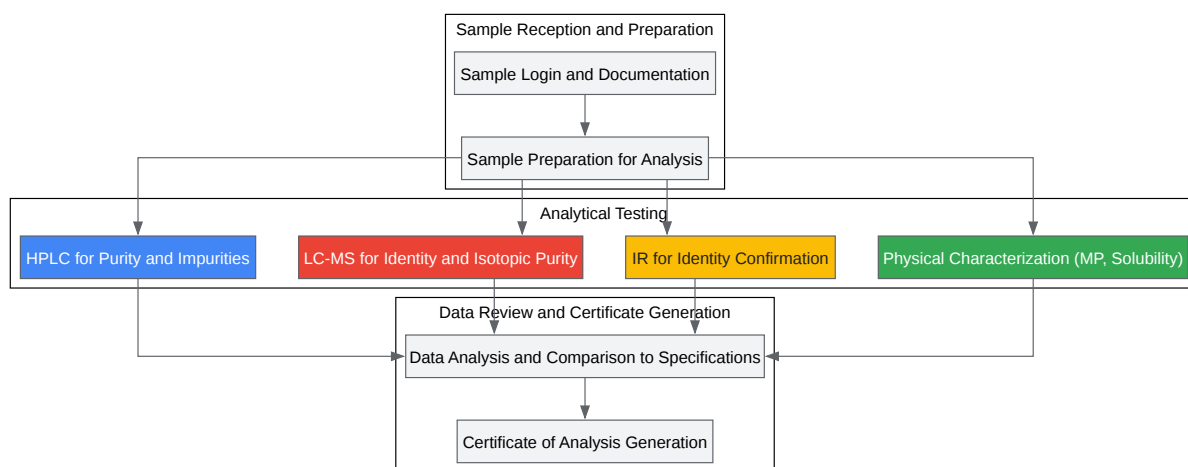 Sample Reception and Preparation
Sample Login and Documentation
Sample Preparation for Analysis
Analytical Testing
HPLC for Purity and Impurities
LC-MS for Identity and Isotopic Purity
IR for Identity Confirmation
Physical Characterization (MP, Solubility)
Data Review and Certificate Generation
Data Analysis and Comparison to Specifications
Certificate of Analysis Generation